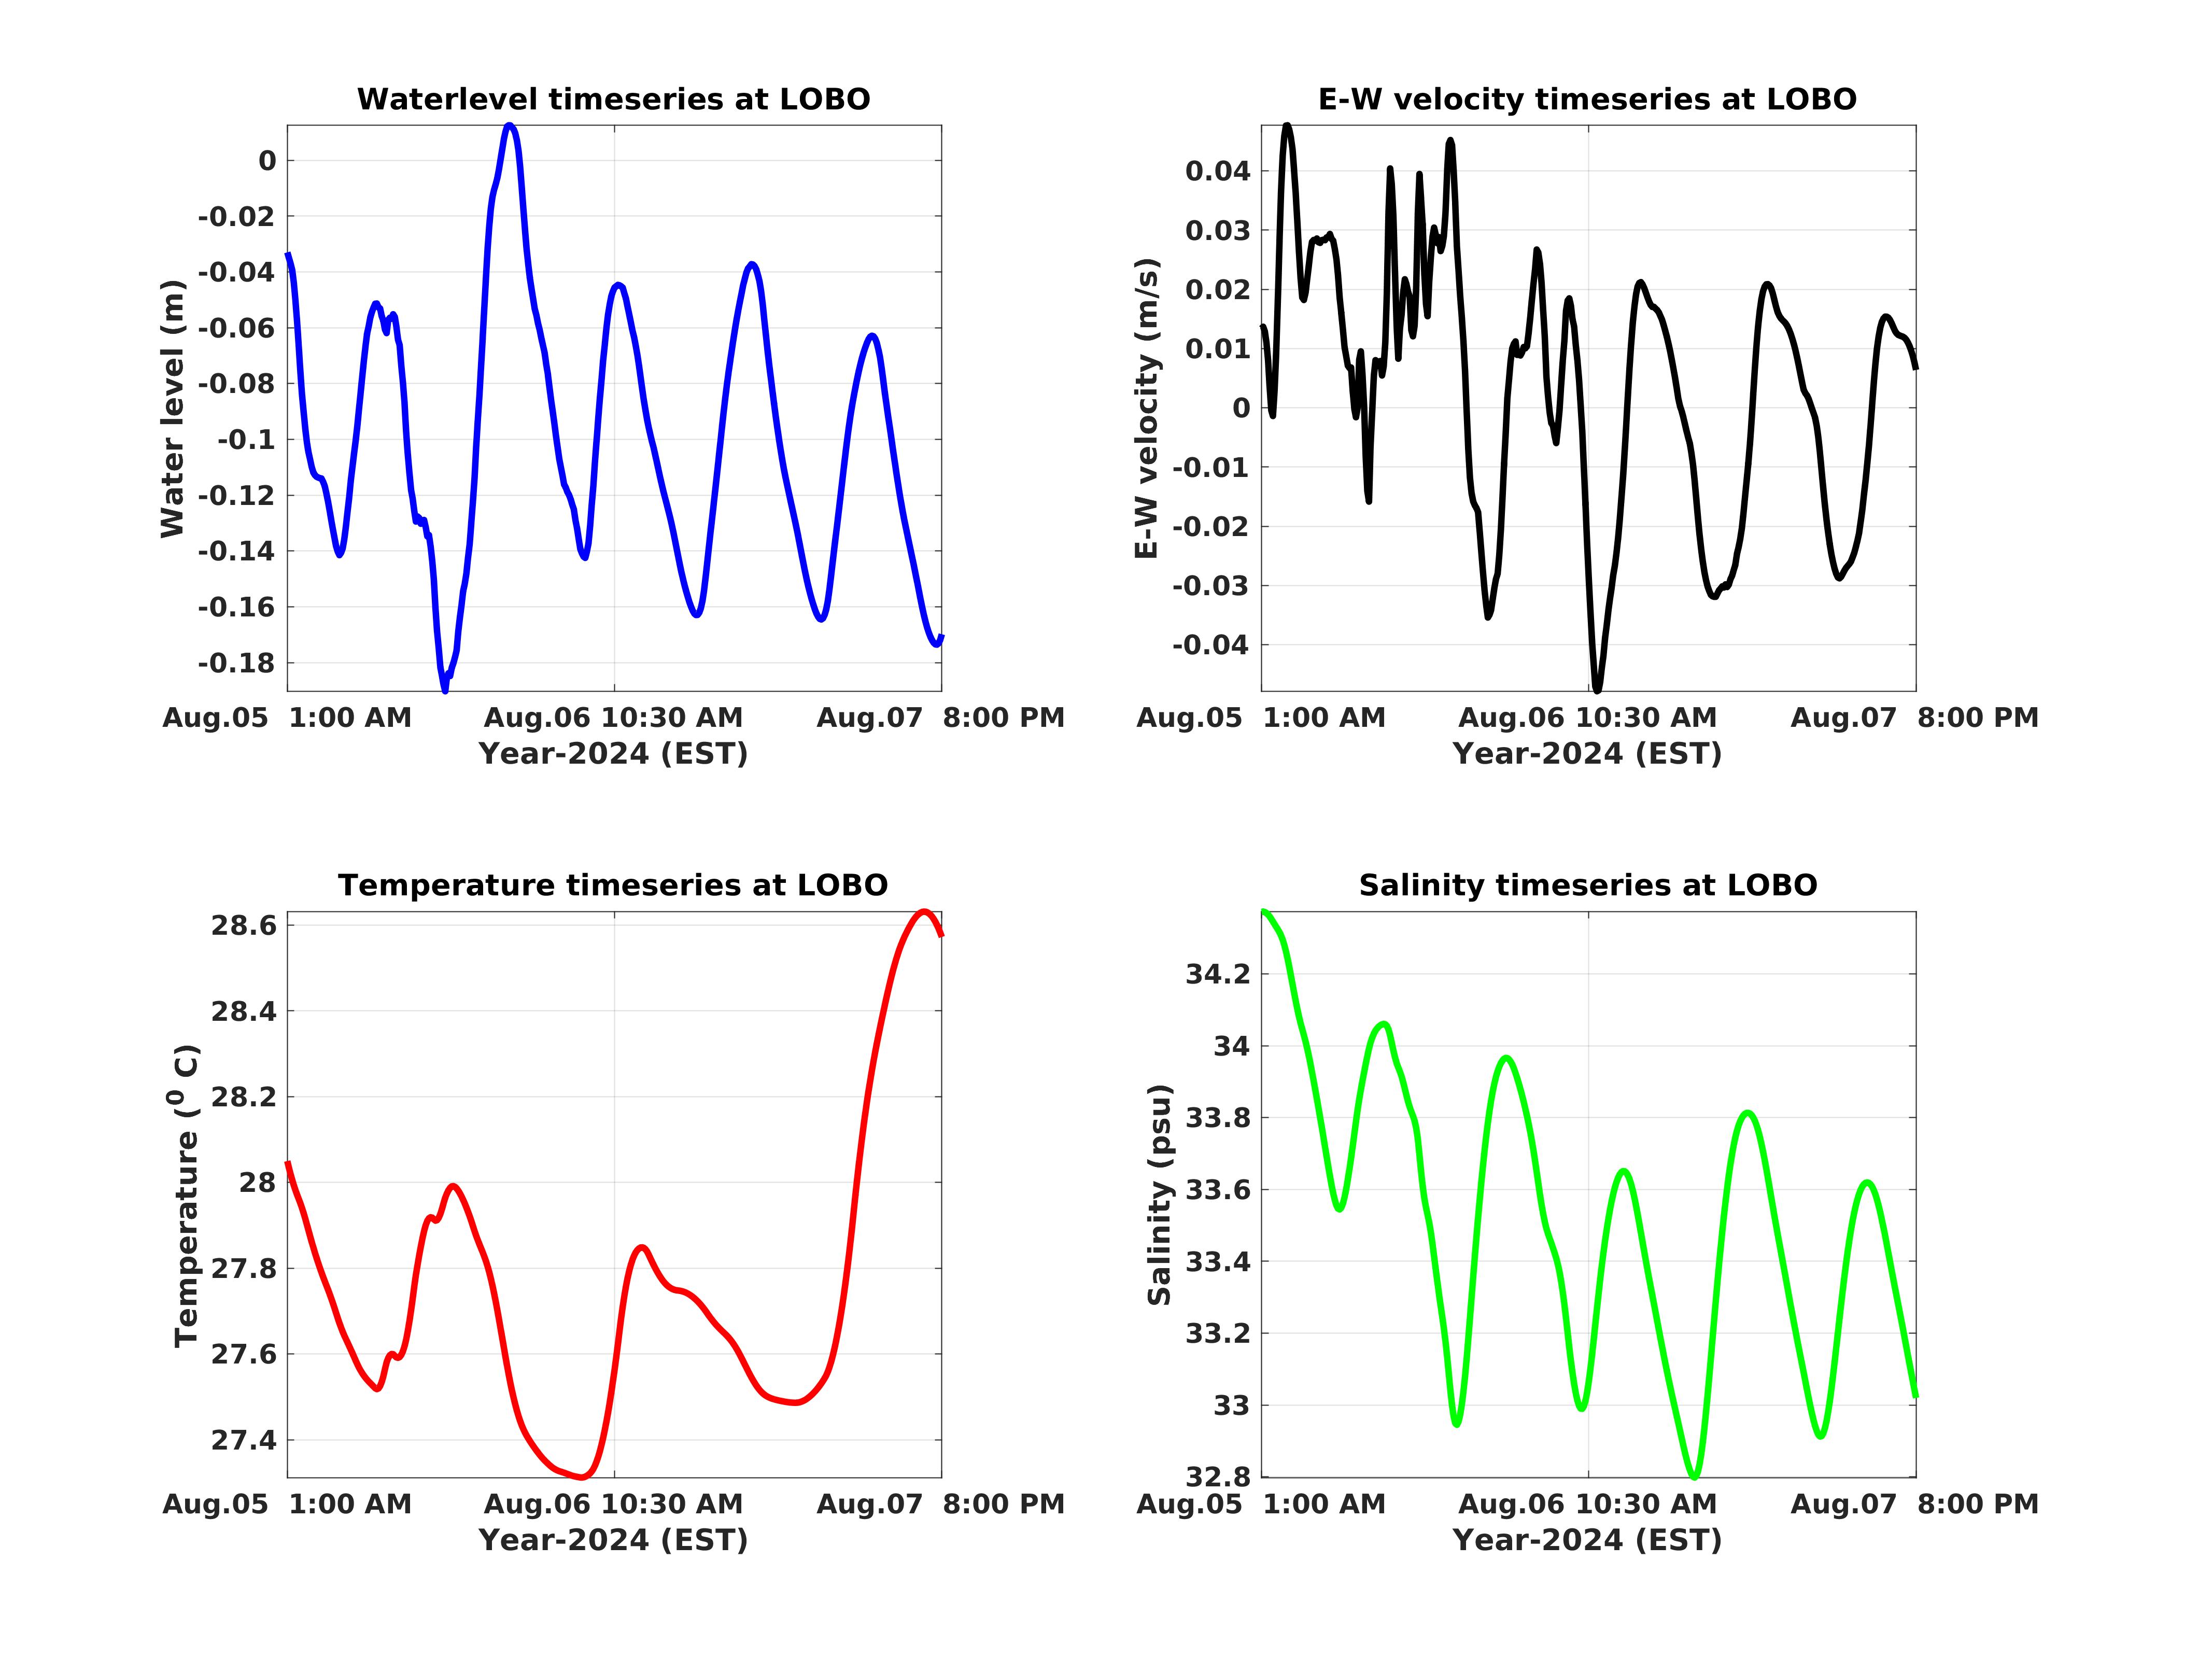 Waterlevel timeseries at LOBO
0
-0.02
-0.04
-0.06
-0.08
-0.1
-0.12
-0.14
-0.16
-0.18
Water level (m)
Aug.05 1:00 AM Aug.06 10:30 AM Aug.07 8:00 PM
Year-2024 (EST)
E-W velocity timeseries at LOBO
0.04
0.03
0.02
0.01
0
-0.01
-0.02
-0.03
-0.04
E-W velocity (m/s)
Aug.05 1:00 AM Aug.06 10:30 AM Aug.07 8:00 PM
Year-2024 (EST)
Temperature timeseries at LOBO
28.6
28.4
28.2
28
27.8
27.6
27.4
Temperature (⁰ C)
Aug.05 1:00 AM Aug.06 10:30 AM Aug.07 8:00 PM
Year-2024 (EST)
Salinity timeseries at LOBO
34.2
34
33.8
33.6
33.4
33.2
33
32.8
Salinity (psu)
Aug.05 1:00 AM Aug.06 10:30 AM Aug.07 8:00 PM
Year-2024 (EST)